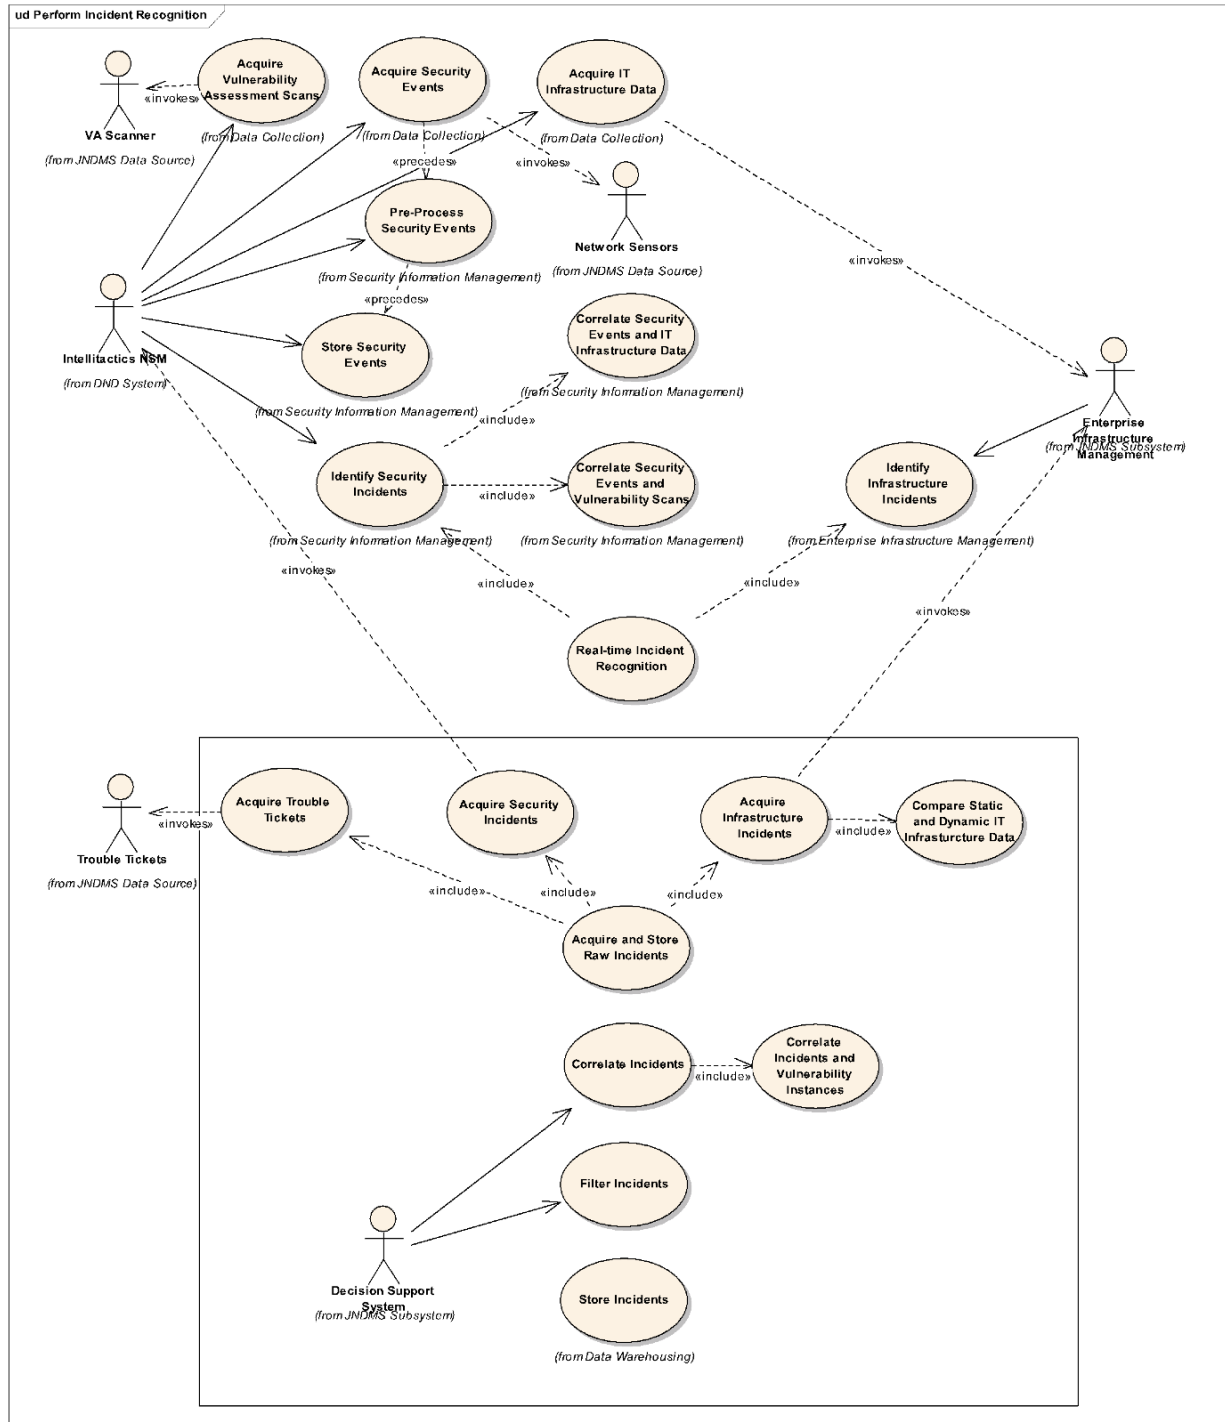 ud Perform Incident Recognition
Acquire
Vulnerability
Assessment Scans
(from Data Collection)
Acquire Security
Events
(from Data Collection)
Acquire IT
Infrastructure Data
(from Data Collection)
«invokes»
VA Scanner
(from JNDMS Data Source)
«precedes»
«invokes»
Pre-Process
Security Events
(from Security Information Management)
Network Sensors
(from JNDMS Data Source)
«invokes»
«precedes»
Intellitactics NSM
(from DND System)
Store Security
Events
(from Security Information Management)
Correlate Security
Events and IT
Infrastructure Data
(from Security Information Management)
«include»
Enterprise
Infrastructure
Management
(from JNDMS Subsystem)
Identify Security
Incidents
(from Security Information Management)
«include»
Correlate Security
Events and
Vulnerability Scans
(from Security Information Management)
Identify
Infrastructure
Incidents
(from Enterprise Infrastructure Management)
«invokes»
«include»
«include»
«invokes»
Real-time Incident
Recognition
Trouble Tickets
(from JNDMS Data Source)
«invokes»
Acquire Trouble
Tickets
Acquire Security
Incidents
Acquire
Infrastructure
Incidents
«include»
Compare Static
and Dynamic IT
Infrasturcture Data
«include»
«include»
«include»
Acquire and Store
Raw Incidents
Correlate Incidents
«include»
Correlate
Incidents and
Vulnerability
Instances
Filter Incidents
Decision Support
System
(from JNDMS Subsystem)
Store Incidents
(from Data Warehousing)